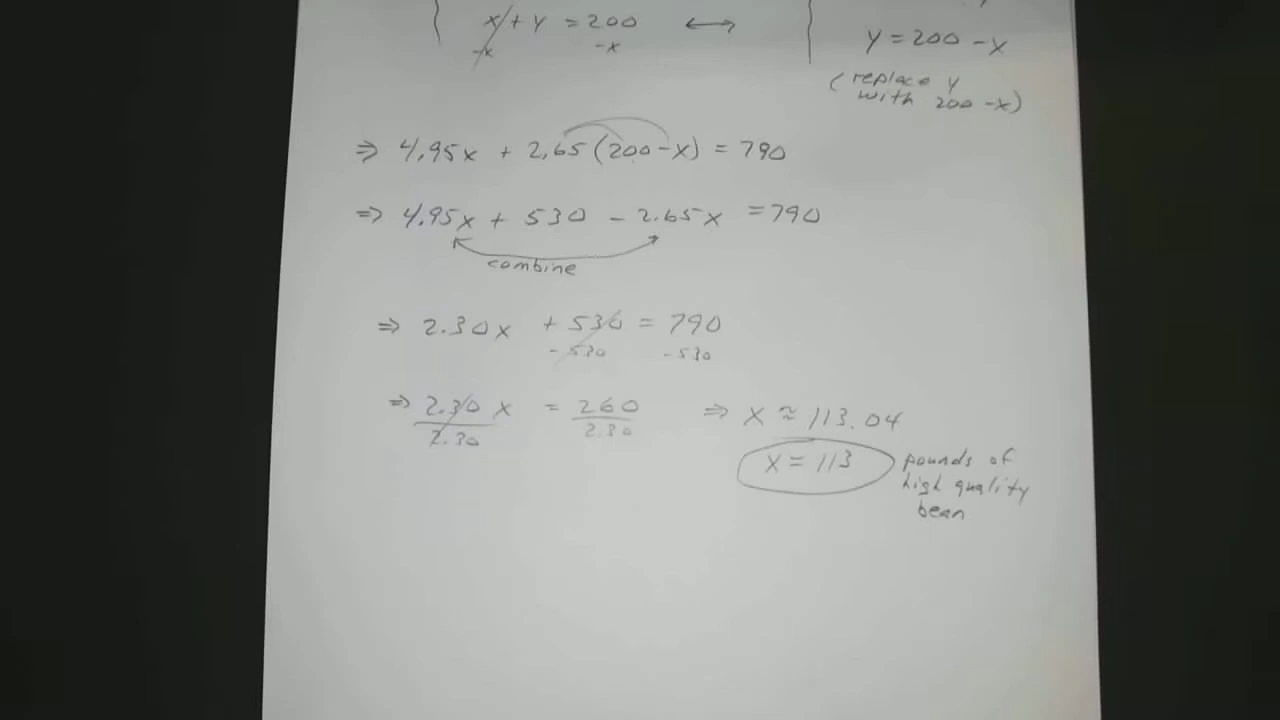 x + y = 200 ↔ y = 200 - x
-x -x
(replace y
with 200 - x)
⇒ 4.95x + 2.65(200 - x) = 790
⇒ 4.95x + 530 - 2.65x = 790
combine
⇒ 2.30x + 530 = 790
- 530 - 530
⇒ 2.30x / 2.30 = 260 / 2.30 ⇒ x ≈ 113.04
x = 113 pounds of
high quality
bean